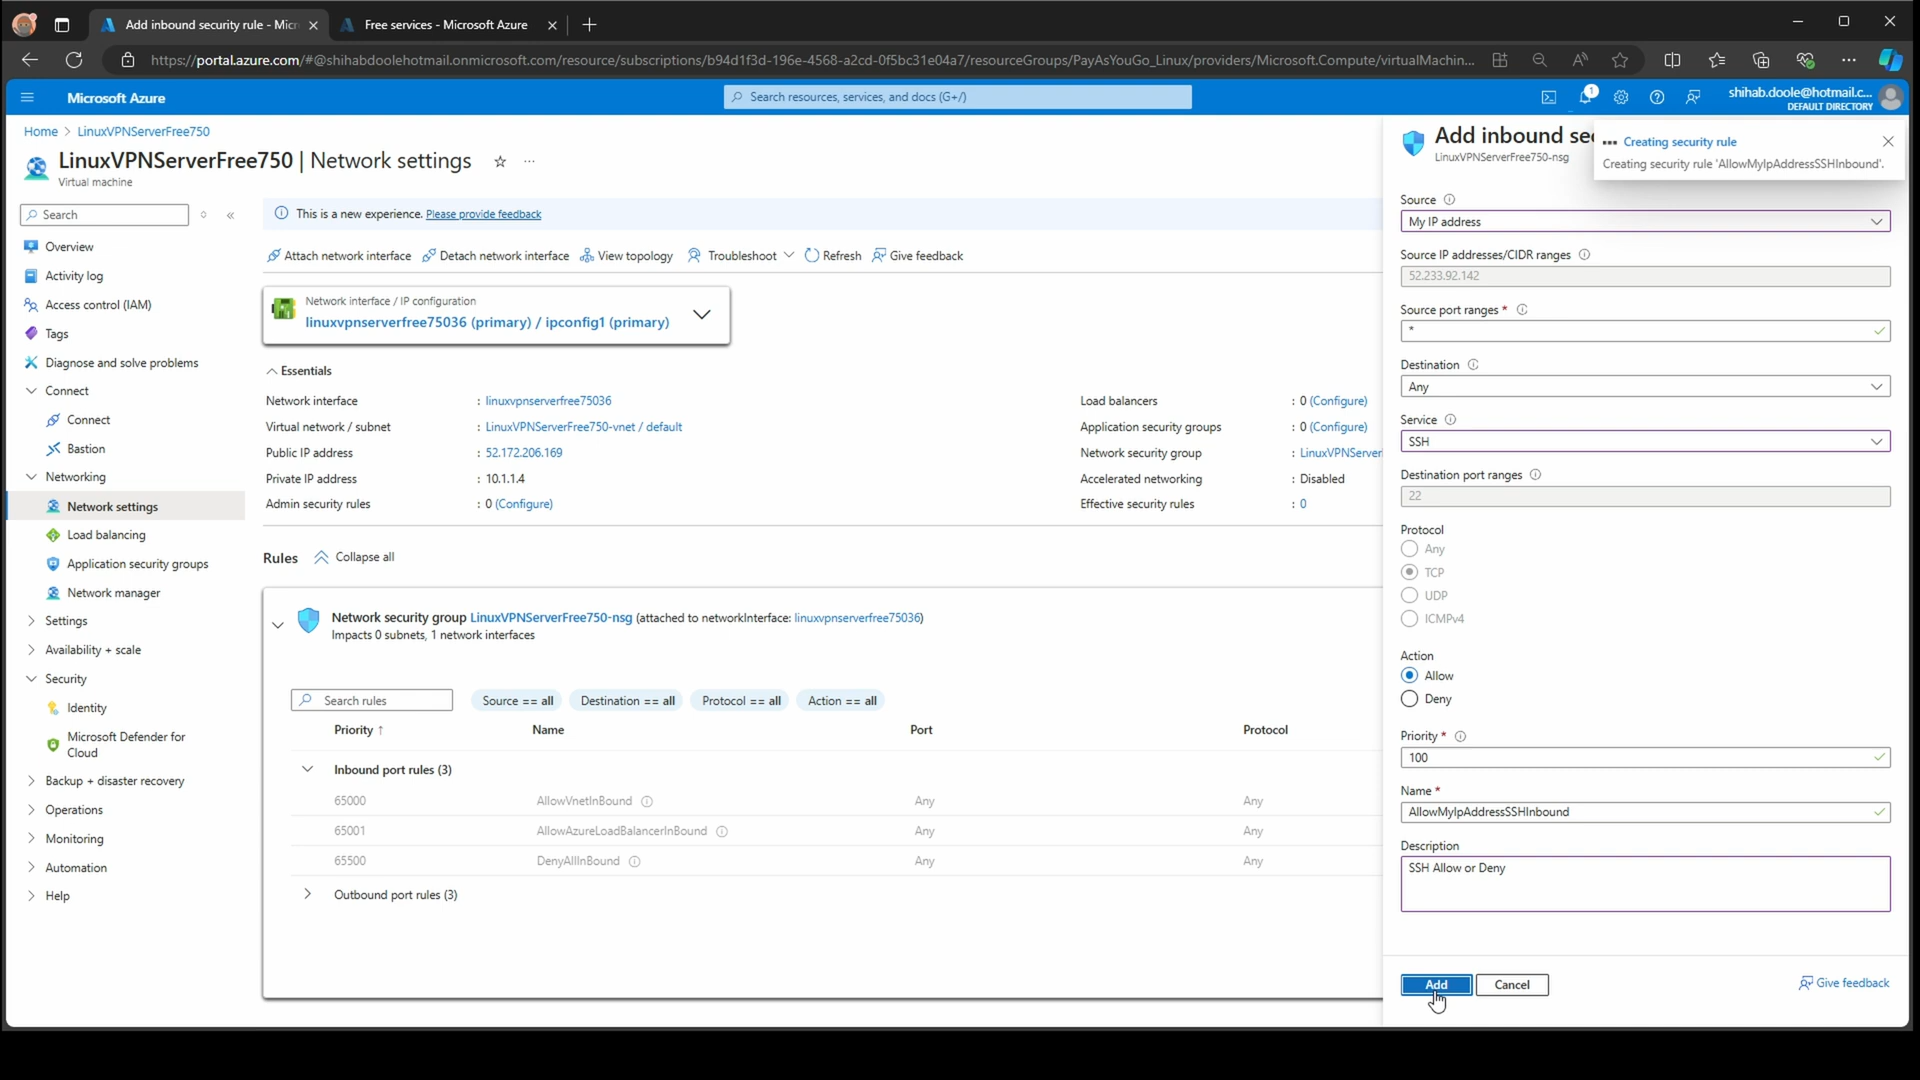 Add inbound security rule - Micr
Free services - Microsoft Azure
https://portal.azure.com/#@shihabdoolehotmail.onmicrosoft.com/resource/subscriptions/b94d1f3d-196e-4568-a2cd-0f5bc31e04a7/resourceGroups/PayAsYouGo_Linux/providers/Microsoft.Compute/virtualMachin...
Microsoft Azure
Search resources, services, and docs (G+/)
1
shihab.doole@hotmail.c...
DEFAULT DIRECTORY
Home > LinuxVPNServerFree750
LinuxVPNServerFree750 | Network settings
Virtual machine
Search
Overview
Activity log
Access control (IAM)
Tags
Diagnose and solve problems
Connect
Connect
Bastion
Networking
Network settings
Load balancing
Application security groups
Network manager
Settings
Availability + scale
Security
Identity
Microsoft Defender for
Cloud
Backup + disaster recovery
Operations
Monitoring
Automation
Help
This is a new experience. Please provide feedback
Attach network interface
Detach network interface
View topology
Troubleshoot
Refresh
Give feedback
Network interface / IP configuration
linuxvpnserverfree75036 (primary) / ipconfig1 (primary)
Essentials
Network interface : linuxvpnserverfree75036
Virtual network / subnet : LinuxVPNServerFree750-vnet / default
Public IP address : 52.172.206.169
Private IP address : 10.1.1.4
Admin security rules : 0 (Configure)
Load balancers : 0 (Configure)
Application security groups : 0 (Configure)
Network security group : LinuxVPNServer
Accelerated networking : Disabled
Effective security rules : 0
Rules
Collapse all
Network security group LinuxVPNServerFree750-nsg (attached to networkInterface: linuxvpnserverfree75036)
Impacts 0 subnets, 1 network interfaces
Search rules
Source == all
Destination == all
Protocol == all
Action == all
Priority ↑ Name Port Protocol
Inbound port rules (3)
65000 AllowVnetInBound Any Any
65001 AllowAzureLoadBalancerInBound Any Any
65500 DenyAllInBound Any Any
Outbound port rules (3)
Add inbound sec
LinuxVPNServerFree750-nsg
Creating security rule
Creating security rule 'AllowMyIpAddressSSHInbound'.
Source
My IP address
Source IP addresses/CIDR ranges
52.233.92.142
Source port ranges *
*
Destination
Any
Service
SSH
Destination port ranges
22
Protocol
Any
TCP
UDP
ICMPv4
Action
Allow
Deny
Priority *
100
Name *
AllowMyIpAddressSSHInbound
Description
SSH Allow or Deny
Add
Cancel
Give feedback